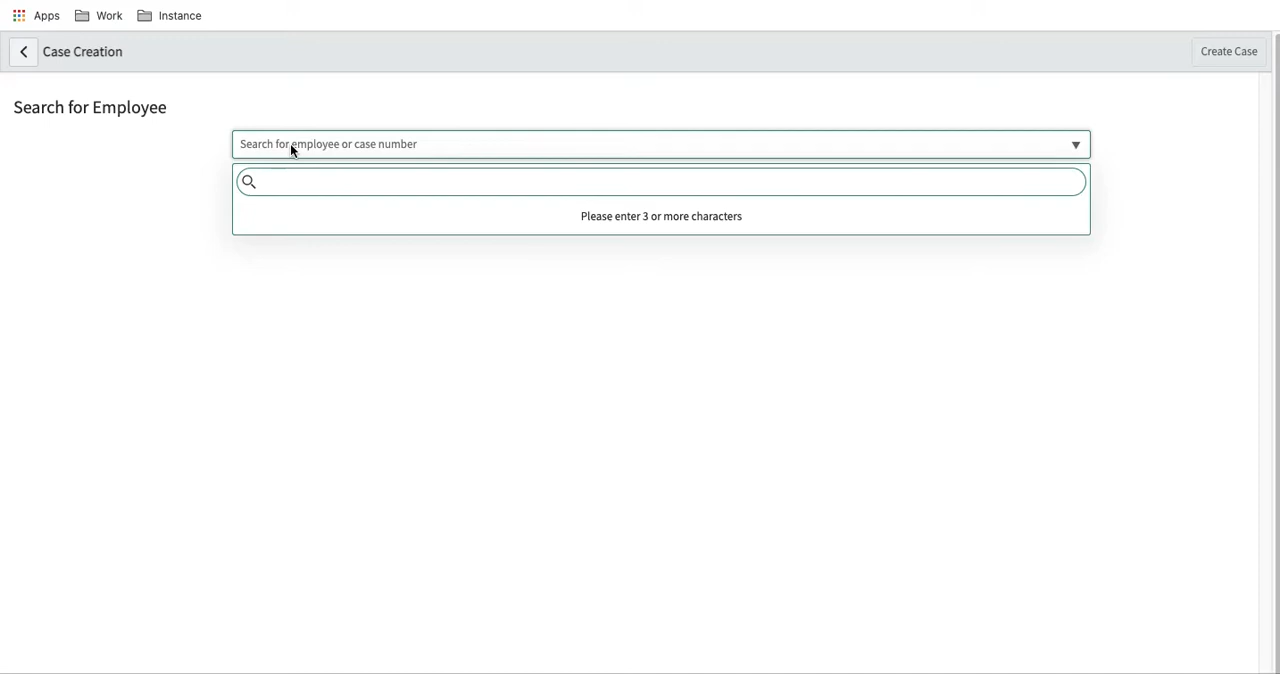 Apps Work Instance
Case Creation Create Case
Search for Employee
Search for employee or case number
Please enter 3 or more characters